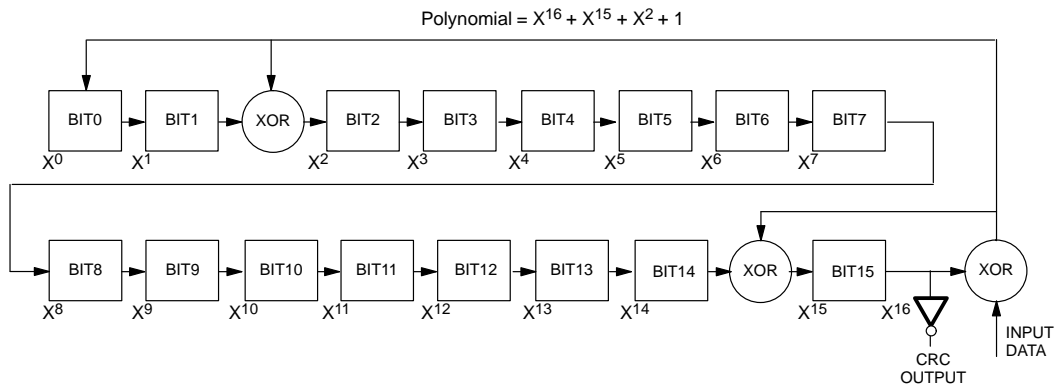 Polynomial = X16 + X15 + X2 + 1
BIT0 BIT1 XOR BIT2 BIT3 BIT4 BIT5 BIT6 BIT7
X0 X1 X2 X3 X4 X5 X6 X7
BIT8 BIT9 BIT10 BIT11 BIT12 BIT13 BIT14 XOR BIT15 XOR
X8 X9 X10 X11 X12 X13 X14 X15 X16
INPUT
DATA
CRC
OUTPUT